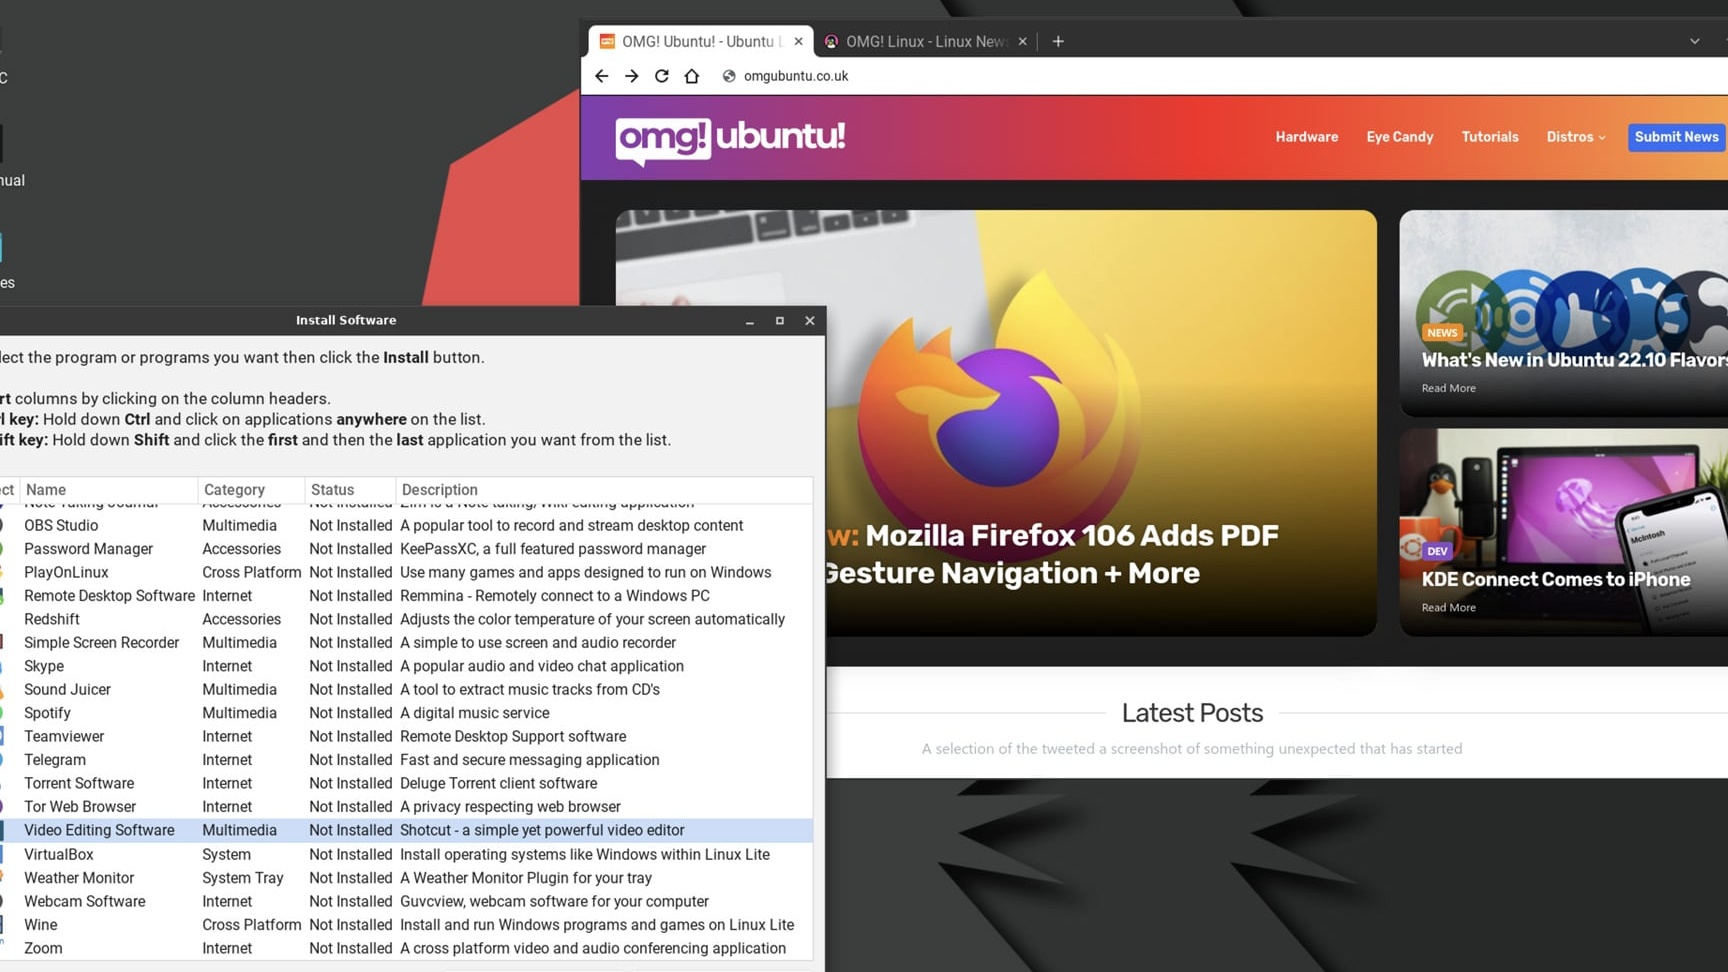 OMG! Ubuntu! - Ubuntu L
OMG! Linux - Linux New
omgubuntu.co.uk
omg! ubuntu!
Hardware
Eye Candy
Tutorials
Distros
Submit News
C
nual
es
NEWS
What's New in Ubuntu 22.10 Flavors
Read More
w: Mozilla Firefox 106 Adds PDF
Gesture Navigation + More
DEV
KDE Connect Comes to iPhone
Read More
McIntosh
Latest Posts
A selection of the tweeted a screenshot of something unexpected that has started
Install Software
lect the program or programs you want then click the Install button.
rt columns by clicking on the column headers.
l key: Hold down Ctrl and click on applications anywhere on the list.
ift key: Hold down Shift and click the first and then the last application you want from the list.
ct Name Category Status Description
Note Taking Journal Accessories Not Installed Zim is a Note taking/Wiki editing application
OBS Studio Multimedia Not Installed A popular tool to record and stream desktop content
Password Manager Accessories Not Installed KeePassXC, a full featured password manager
PlayOnLinux Cross Platform Not Installed Use many games and apps designed to run on Windows
Remote Desktop Software Internet Not Installed Remmina - Remotely connect to a Windows PC
Redshift Accessories Not Installed Adjusts the color temperature of your screen automatically
Simple Screen Recorder Multimedia Not Installed A simple to use screen and audio recorder
Skype Internet Not Installed A popular audio and video chat application
Sound Juicer Multimedia Not Installed A tool to extract music tracks from CD's
Spotify Multimedia Not Installed A digital music service
Teamviewer Internet Not Installed Remote Desktop Support software
Telegram Internet Not Installed Fast and secure messaging application
Torrent Software Internet Not Installed Deluge Torrent client software
Tor Web Browser Internet Not Installed A privacy respecting web browser
Video Editing Software Multimedia Not Installed Shotcut - a simple yet powerful video editor
VirtualBox System Not Installed Install operating systems like Windows within Linux Lite
Weather Monitor System Tray Not Installed A Weather Monitor Plugin for your tray
Webcam Software Internet Not Installed Guvcview, webcam software for your computer
Wine Cross Platform Not Installed Install and run Windows programs and games on Linux Lite
Zoom Internet Not Installed A cross platform video and audio conferencing application